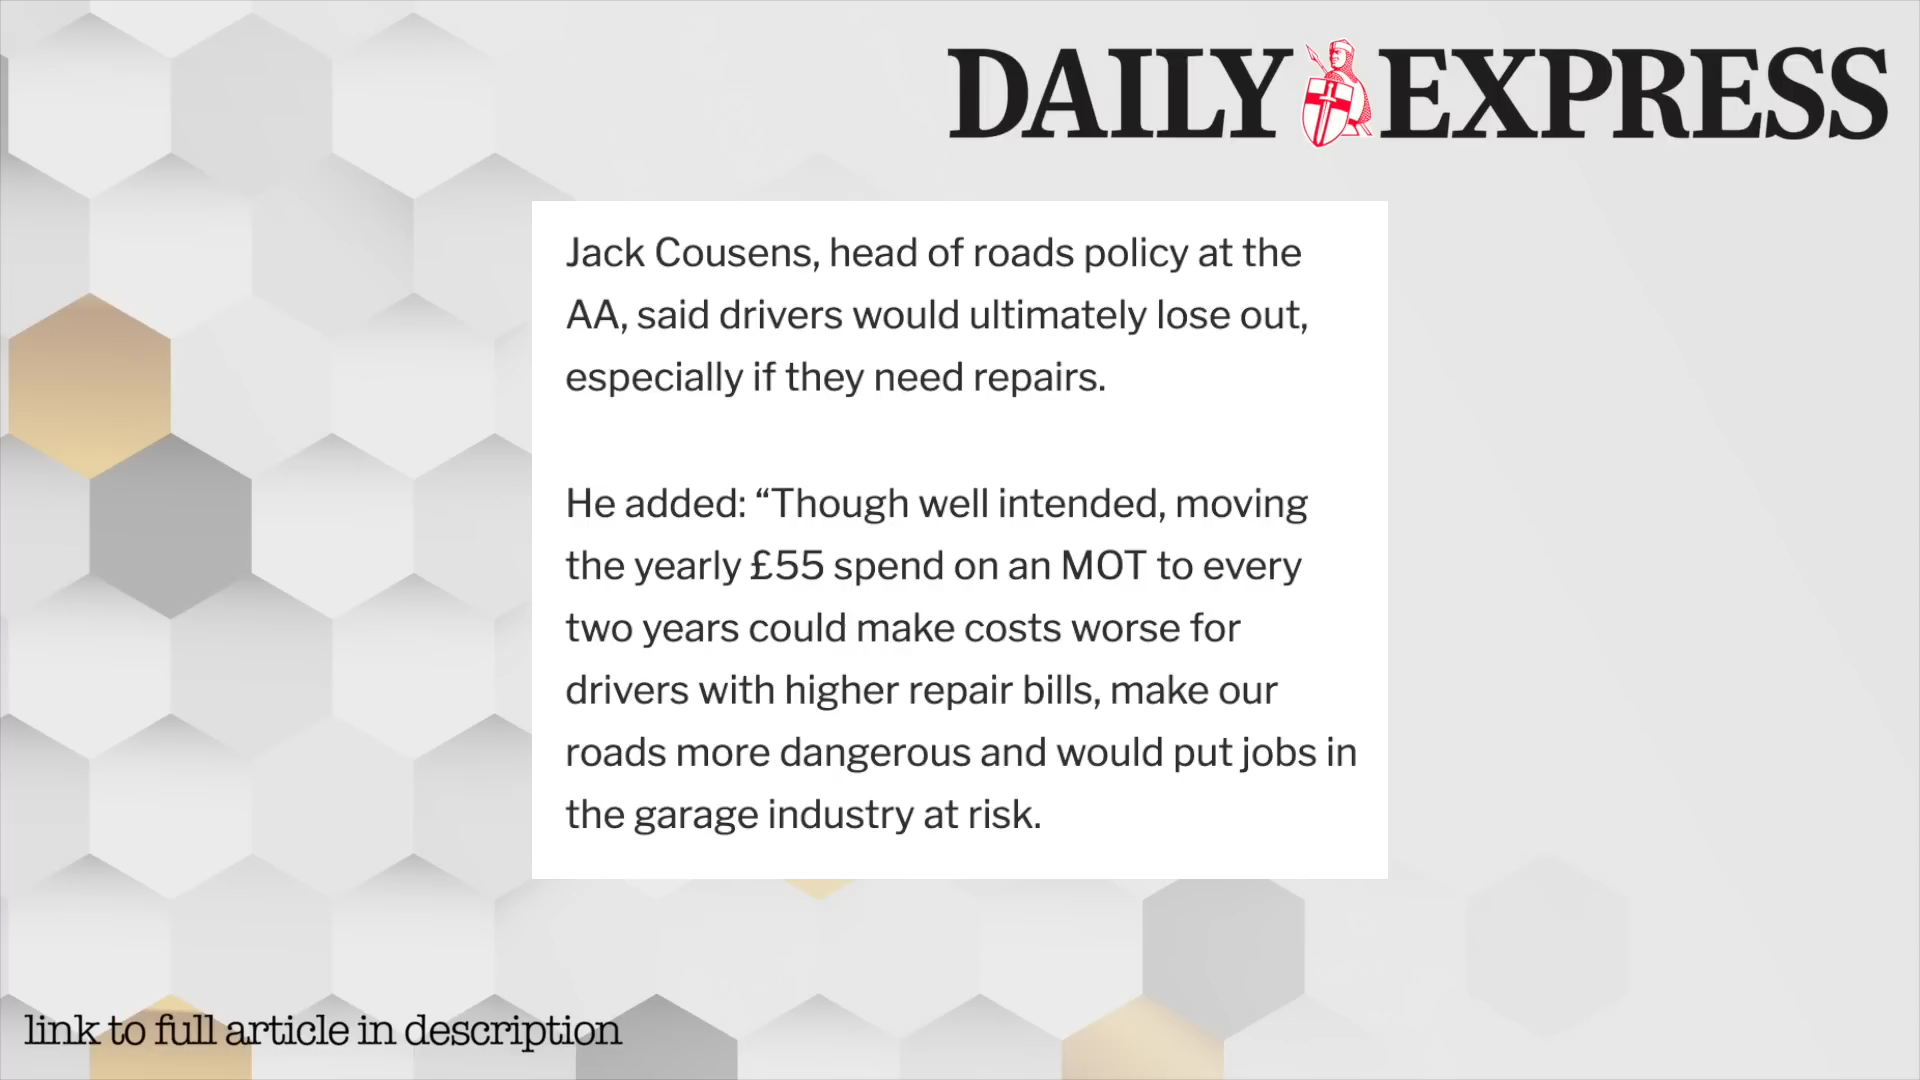 DAILY EXPRESS
Jack Cousens, head of roads policy at the
AA, said drivers would ultimately lose out,
especially if they need repairs.
He added: “Though well intended, moving
the yearly £55 spend on an MOT to every
two years could make costs worse for
drivers with higher repair bills, make our
roads more dangerous and would put jobs in
the garage industry at risk.
link to full article in description